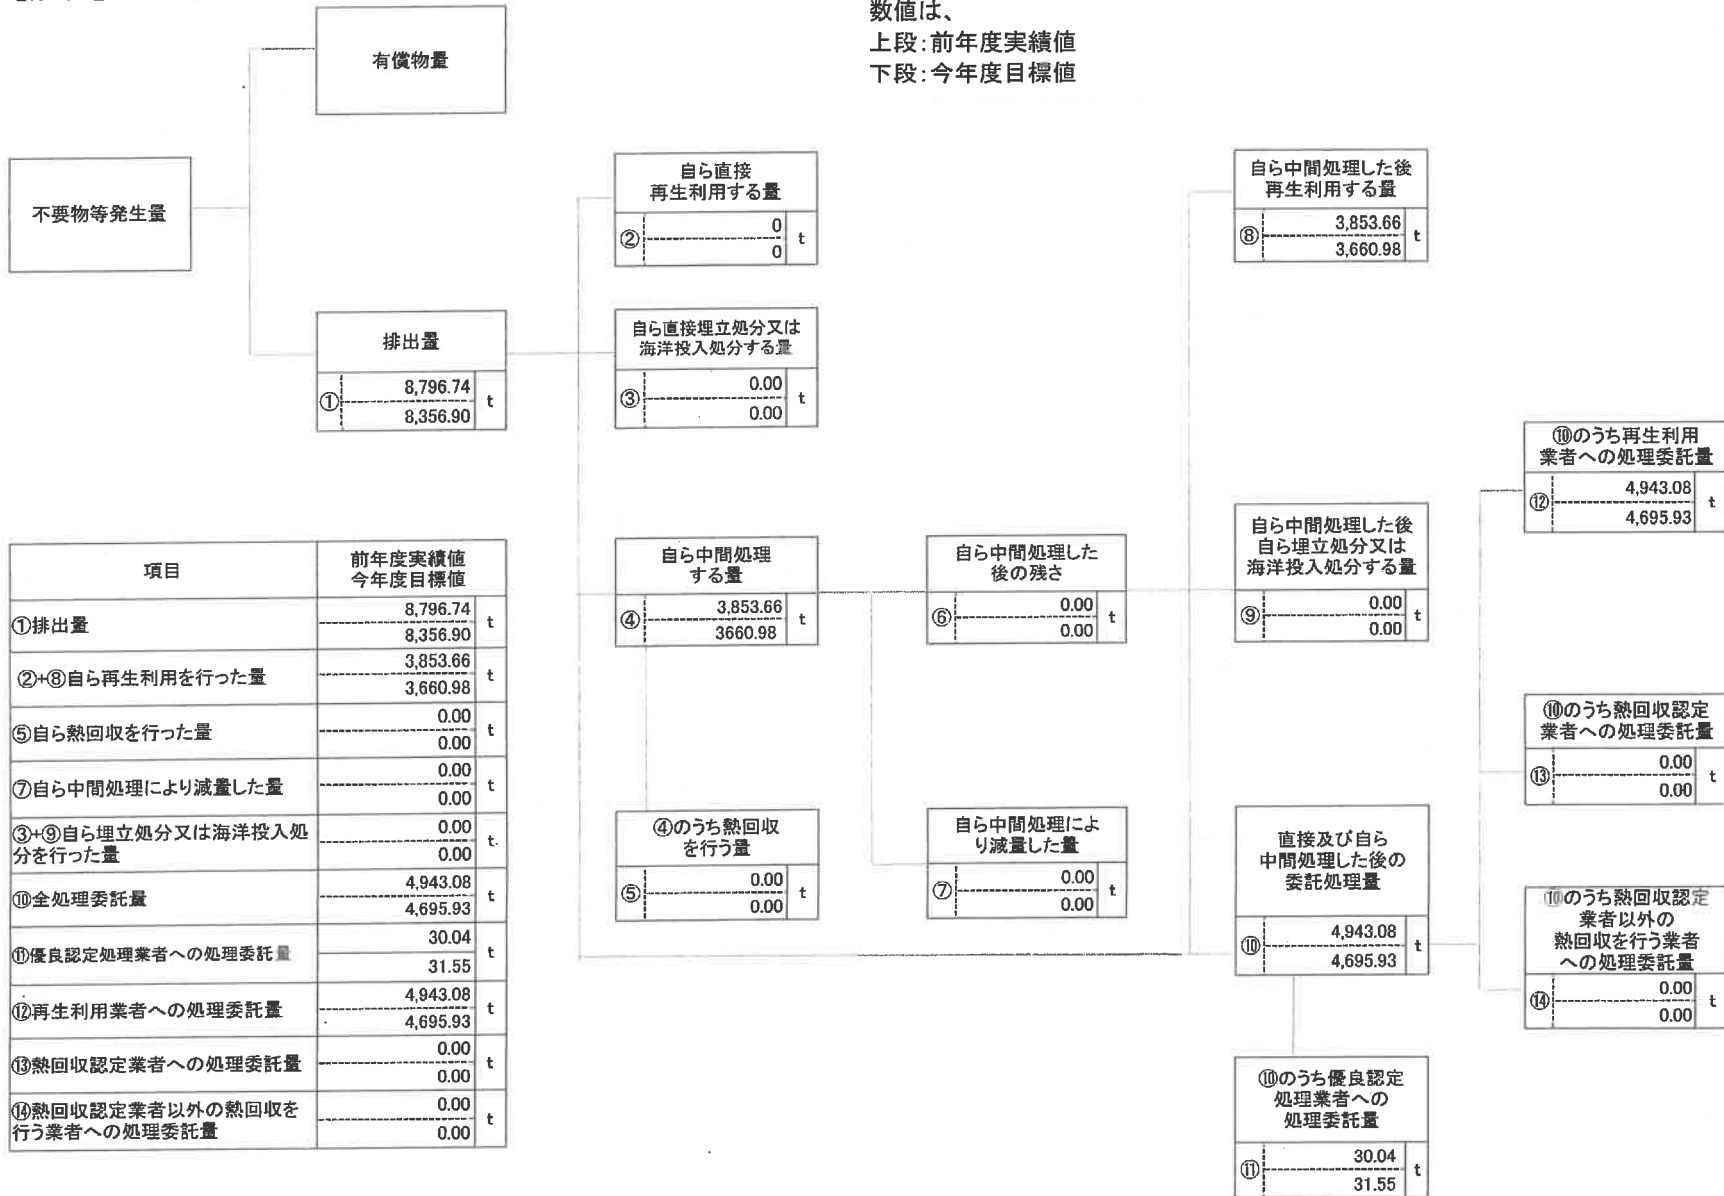 数値は、
上段：前年度実績値
下段：今年度目標値
有償物量
不要物等発生量
排出量
① 8,796.74 t
8,356.90
自ら直接
再生利用する量
② 0 t
0
自ら直接埋立処分又は
海洋投入処分する量
③ 0.00 t
0.00
自ら中間処理
する量
④ 3,853.66 t
3660.98
④のうち熱回収
を行う量
⑤ 0.00 t
0.00
自ら中間処理した
後の残さ
⑥ 0.00 t
0.00
自ら中間処理によ
り減量した量
⑦ 0.00 t
0.00
自ら中間処理した後
再生利用する量
⑧ 3,853.66 t
3,660.98
自ら中間処理した後
自ら埋立処分又は
海洋投入処分する量
⑨ 0.00 t
0.00
直接及び自ら
中間処理した後の
委託処理量
⑩ 4,943.08 t
4,695.93
⑩のうち優良認定
処理業者への
処理委託量
⑪ 30.04 t
31.55
⑩のうち再生利用
業者への処理委託量
⑫ 4,943.08 t
4,695.93
⑩のうち熱回収認定
業者への処理委託量
⑬ 0.00 t
0.00
⑩のうち熱回収認定
業者以外の
熱回収を行う業者
への処理委託量
⑭ 0.00 t
0.00
項目
前年度実績値
今年度目標値
①排出量 8,796.74 t
8,356.90
②+⑧自ら再生利用を行った量 3,853.66 t
3,660.98
⑤自ら熱回収を行った量 0.00 t
0.00
⑦自ら中間処理により減量した量 0.00 t
0.00
③+⑨自ら埋立処分又は海洋投入処
分を行った量 0.00 t
0.00
⑩全処理委託量 4,943.08 t
4,695.93
⑪優良認定処理業者への処理委託量 30.04 t
31.55
⑫再生利用業者への処理委託量 4,943.08 t
4,695.93
⑬熱回収認定業者への処理委託量 0.00 t
0.00
⑭熱回収認定業者以外の熱回収を
行う業者への処理委託量 0.00 t
0.00